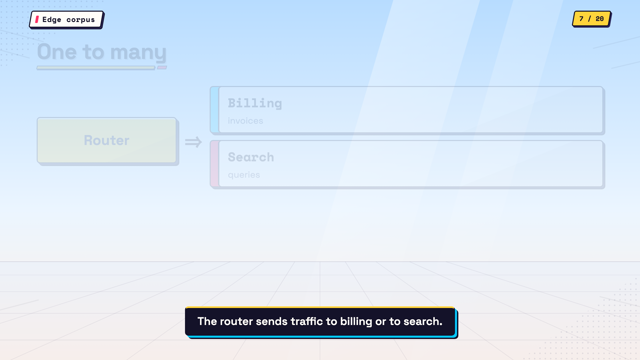 Edge corpus
7 / 20
One to many
Router
⇒
Billing
invoices
Search
queries
The router sends traffic to billing or to search.